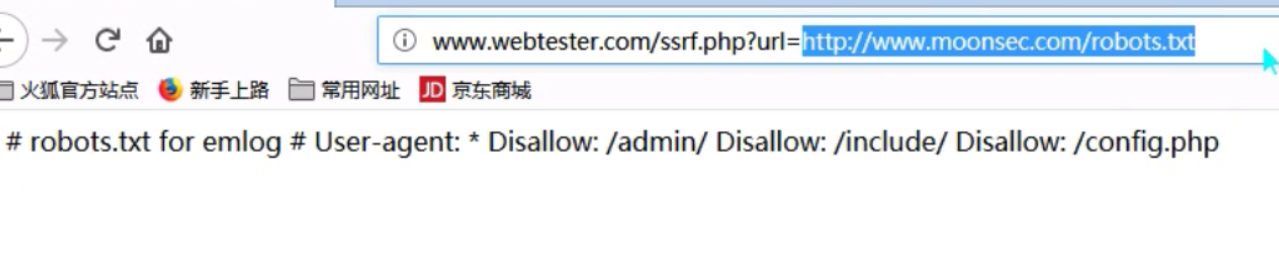 www.webtester.com/ssrf.php?url=http://www.moonsec.com/robots.txt
火狐官方站点 新手上路 常用网址 JD 京东商城
# robots.txt for emlog # User-agent: * Disallow: /admin/ Disallow: /include/ Disallow: /config.php